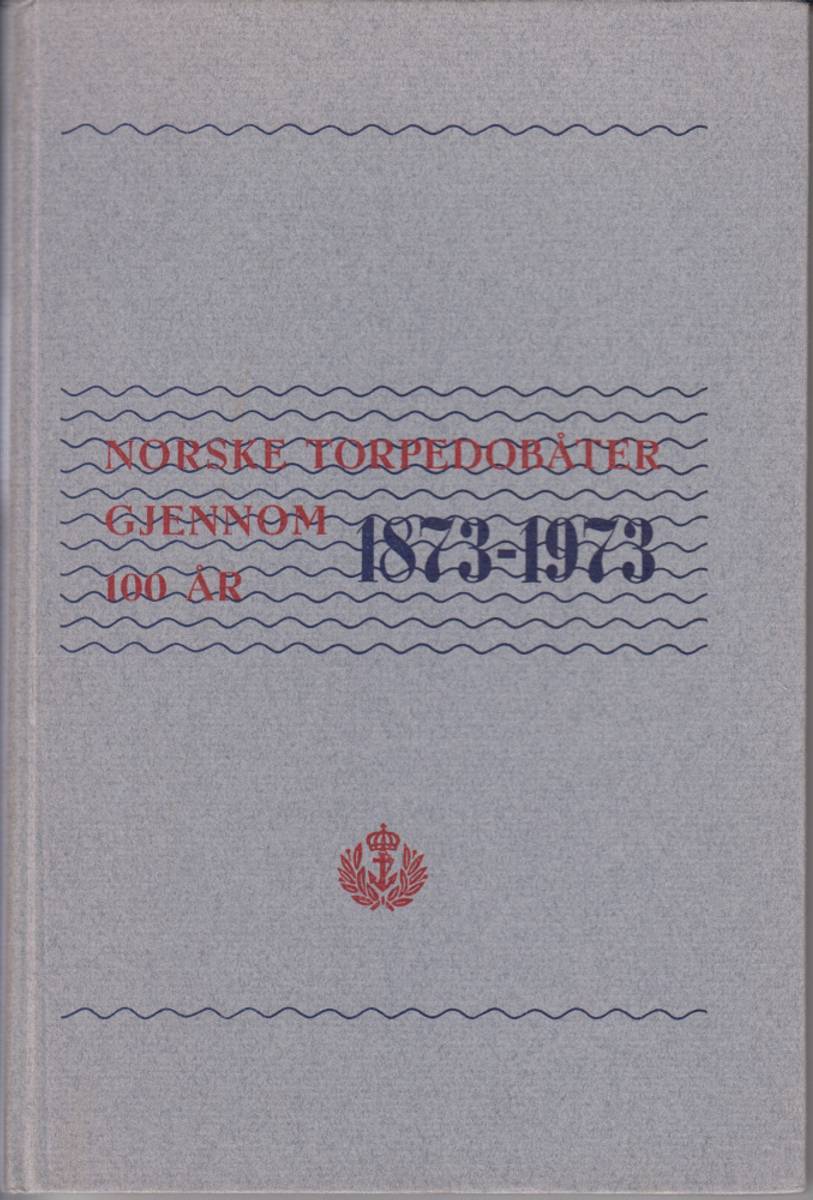 NORSKE TORPEDOBÅTER
GJENNOM
1873-1973
100 ÅR